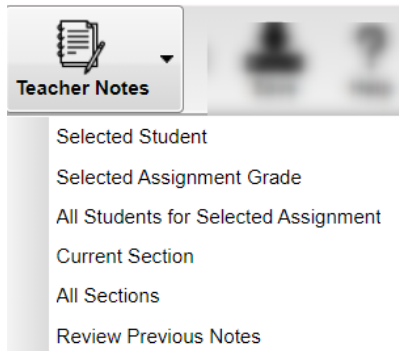 Teacher Notes
Selected Student
Selected Assignment Grade
All Students for Selected Assignment
Current Section
All Sections
Review Previous Notes